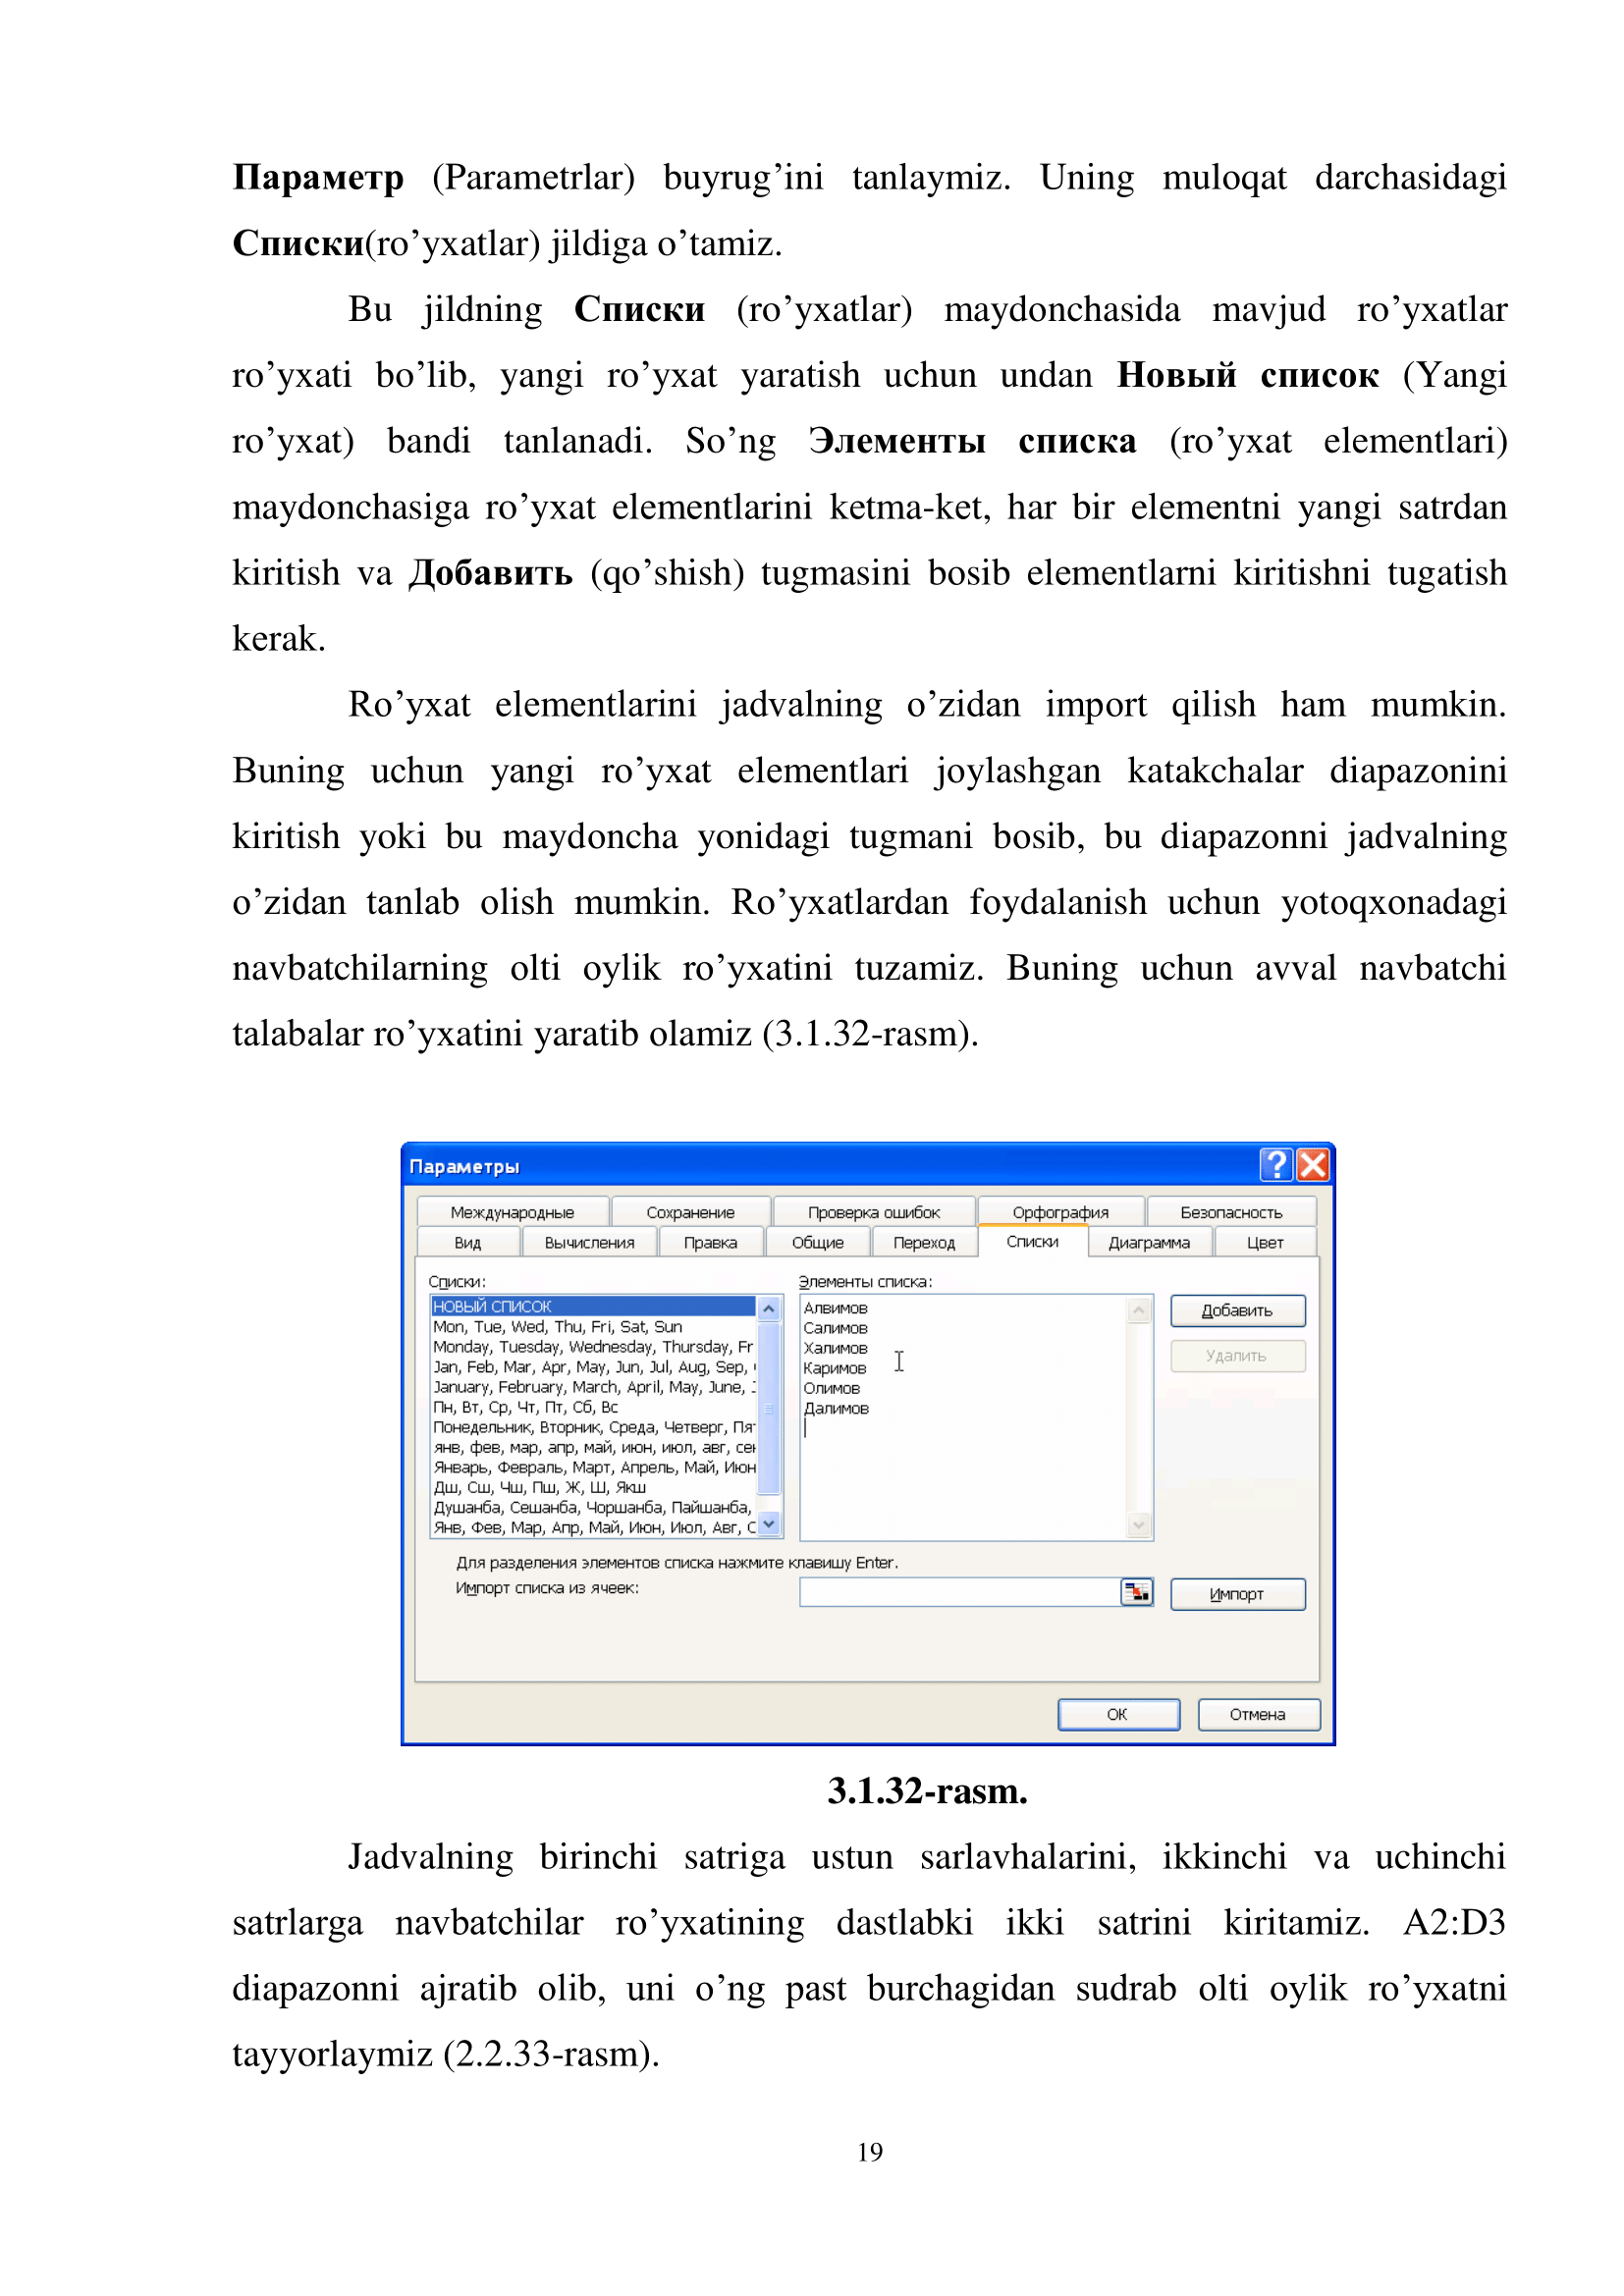 Параметр (Parametrlar) buyrug’ini tanlaymiz. Uning muloqat darchasidagi
Списки(ro’yxatlar) jildiga o’tamiz.
Bu jildning Списки (ro’yxatlar) maydonchasida mavjud ro’yxatlar
ro’yxati bo’lib, yangi ro’yxat yaratish uchun undan Новый список (Yangi
ro’yxat) bandi tanlanadi. So’ng Элементы списка (ro’yxat elementlari)
maydonchasiga ro’yxat elementlarini ketma-ket, har bir elementni yangi satrdan
kiritish va Добавить (qo’shish) tugmasini bosib elementlarni kiritishni tugatish
kerak.
Ro’yxat elementlarini jadvalning o’zidan import qilish ham mumkin.
Buning uchun yangi ro’yxat elementlari joylashgan katakchalar diapazonini
kiritish yoki bu maydoncha yonidagi tugmani bosib, bu diapazonni jadvalning
o’zidan tanlab olish mumkin. Ro’yxatlardan foydalanish uchun yotoqxonadagi
navbatchilarning olti oylik ro’yxatini tuzamiz. Buning uchun avval navbatchi
talabalar ro’yxatini yaratib olamiz (3.1.32-rasm).
Параметры
Международные Сохранение Проверка ошибок Орфография Безопасность
Вид Вычисления Правка Общие Переход Списки Диаграмма Цвет
Списки:
НОВЫЙ СПИСОК
Mon, Tue, Wed, Thu, Fri, Sat, Sun
Monday, Tuesday, Wednesday, Thursday, Fr
Jan, Feb, Mar, Apr, May, Jun, Jul, Aug, Sep,
January, February, March, April, May, June,
Пн, Вт, Ср, Чт, Пт, Сб, Вс
Понедельник, Вторник, Среда, Четверг, Пят
янв, фев, мар, апр, май, июн, июл, авг, сен
Январь, Февраль, Март, Апрель, Май, Июн
Дш, Сш, Чш, Пш, Ж, Ш, Якш
Душанба, Сешанба, Чоршанба, Пайшанба,
Янв, Фев, Мар, Апр, Май, Июн, Июл, Авг, С
Элементы списка:
Алвимов
Салимов
Халимов
Каримов
Олимов
Далимов
Добавить
Удалить
Для разделения элементов списка нажмите клавишу Enter.
Импорт списка из ячеек:
Импорт
ОК Отмена
3.1.32-rasm.
Jadvalning birinchi satriga ustun sarlavhalarini, ikkinchi va uchinchi
satrlarga navbatchilar ro’yxatining dastlabki ikki satrini kiritamiz. A2:D3
diapazonni ajratib olib, uni o’ng past burchagidan sudrab olti oylik ro’yxatni
tayyorlaymiz (2.2.33-rasm).
19